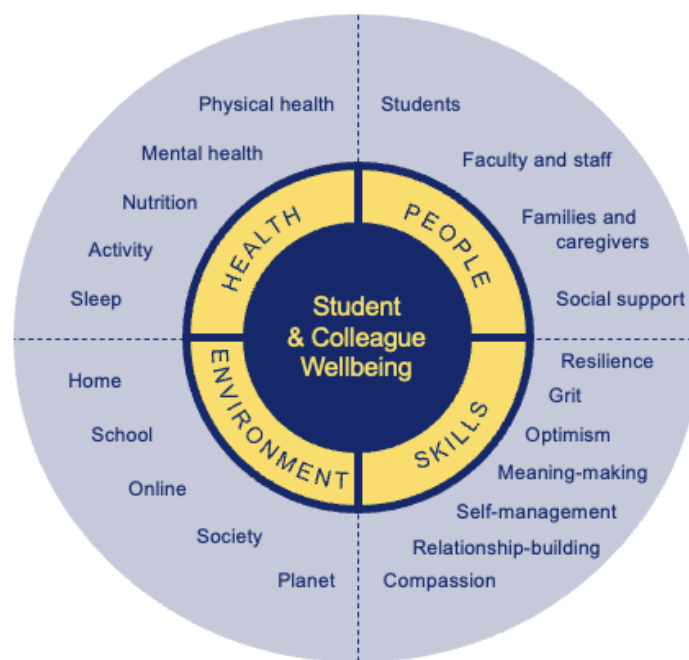 Physical health
Mental health
Nutrition
Activity
Sleep
HEALTH
Students
Faculty and staff
Families and
caregivers
Social support
PEOPLE
Student
& Colleague
Wellbeing
ENVIRONMENT
Home
School
Online
Society
Planet
SKILLS
Resilience
Grit
Optimism
Meaning-making
Self-management
Relationship-building
Compassion